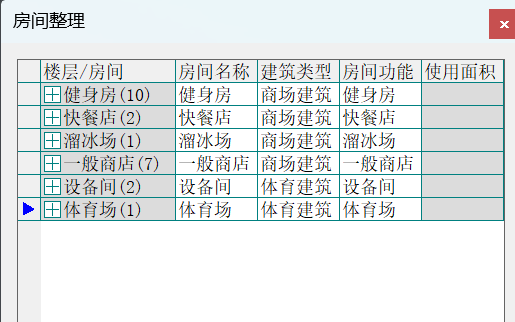 房间整理
楼层/房间 房间名称 建筑类型 房间功能 使用面积
健身房(10) 健身房 商场建筑 健身房
快餐店(2) 快餐店 商场建筑 快餐店
溜冰场(1) 溜冰场 商场建筑 溜冰场
一般商店(7) 一般商店 商场建筑 一般商店
设备间(2) 设备间 体育建筑 设备间
体育场(1) 体育场 体育建筑 体育场